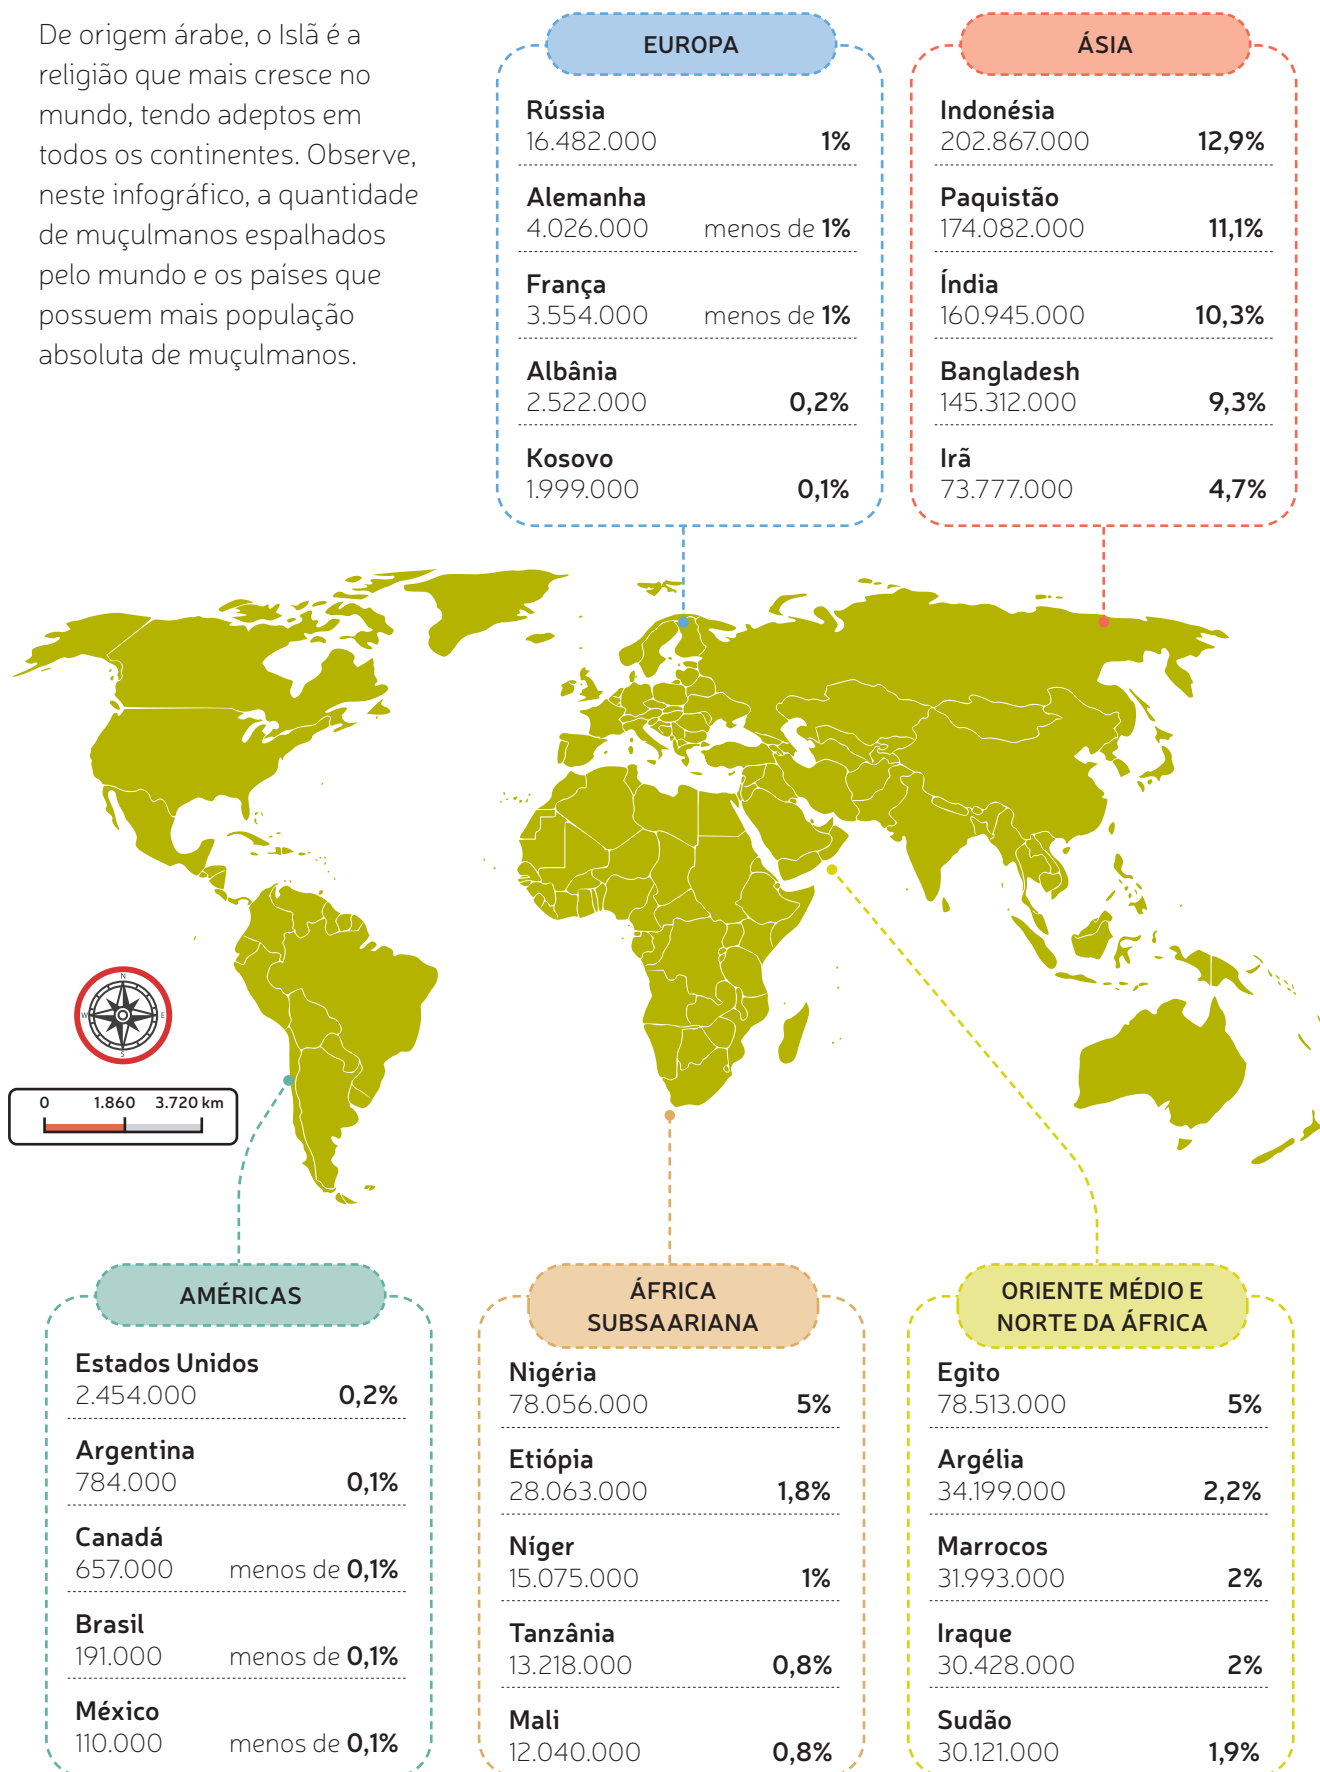 De origem árabe, o Islã é a
religião que mais cresce no
mundo, tendo adeptos em
todos os continentes. Observe,
neste infográfico, a quantidade
de muçulmanos espalhados
pelo mundo e os países que
possuem mais população
absoluta de muçulmanos.
EUROPA
Rússia
16.482.000 1%
Alemanha
4.026.000 menos de 1%
França
3.554.000 menos de 1%
Albânia
2.522.000 0,2%
Kosovo
1.999.000 0,1%
ÁSIA
Indonésia
202.867.000 12,9%
Paquistão
174.082.000 11,1%
Índia
160.945.000 10,3%
Bangladesh
145.312.000 9,3%
Irã
73.777.000 4,7%
N
W E
S
0 1.860 3.720 km
AMÉRICAS
Estados Unidos
2.454.000 0,2%
Argentina
784.000 0,1%
Canadá
657.000 menos de 0,1%
Brasil
191.000 menos de 0,1%
México
110.000 menos de 0,1%
ÁFRICA
SUBSAARIANA
Nigéria
78.056.000 5%
Etiópia
28.063.000 1,8%
Níger
15.075.000 1%
Tanzânia
13.218.000 0,8%
Mali
12.040.000 0,8%
ORIENTE MÉDIO E
NORTE DA ÁFRICA
Egito
78.513.000 5%
Argélia
34.199.000 2,2%
Marrocos
31.993.000 2%
Iraque
30.428.000 2%
Sudão
30.121.000 1,9%